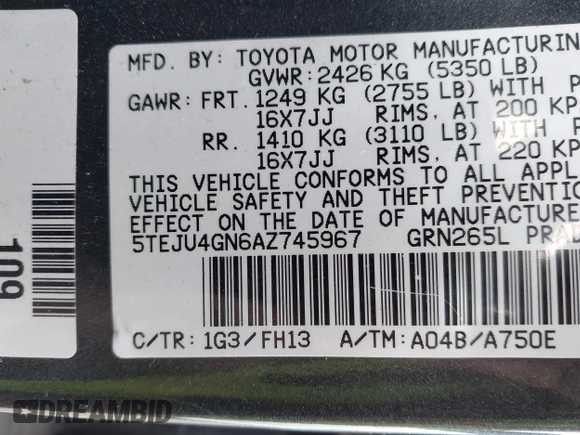 MFD. BY: TOYOTA MOTOR MANUFACTURIN
GVWR: 2426 KG (5350 LB)
GAWR: FRT. 1249 KG (2755 LB) WITH P
16X7JJ RIMS, AT 200 KP
RR. 1410 KG (3110 LB) WITH P
16X7JJ RIMS, AT 220 KP
THIS VEHICLE CONFORMS TO ALL APPL
VEHICLE SAFETY AND THEFT PREVENTIO
EFFECT ON THE DATE OF MANUFACTURE
5TEJU4GN6AZ745967 GRN265L PRAD
C/TR: 1G3/FH13 A/TM: A04B/A750E
109
DREAMBID